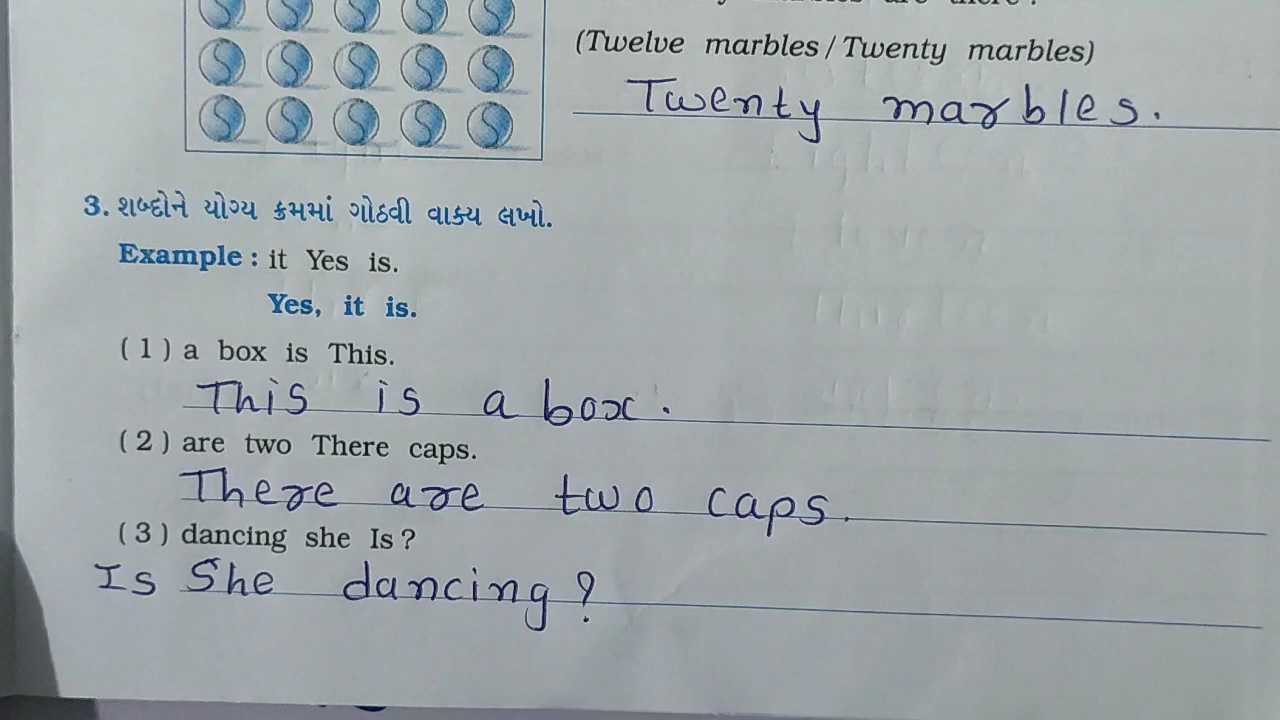 (Twelve marbles / Twenty marbles)
Twenty marbles.
3. શબ્દોને યોગ્ય ક્રમમાં ગોઠવી વાક્ય લખો.
Example : it Yes is.
Yes, it is.
(1) a box is This.
This is a box.
(2) are two There caps.
There are two caps.
(3) dancing she Is?
Is She dancing?